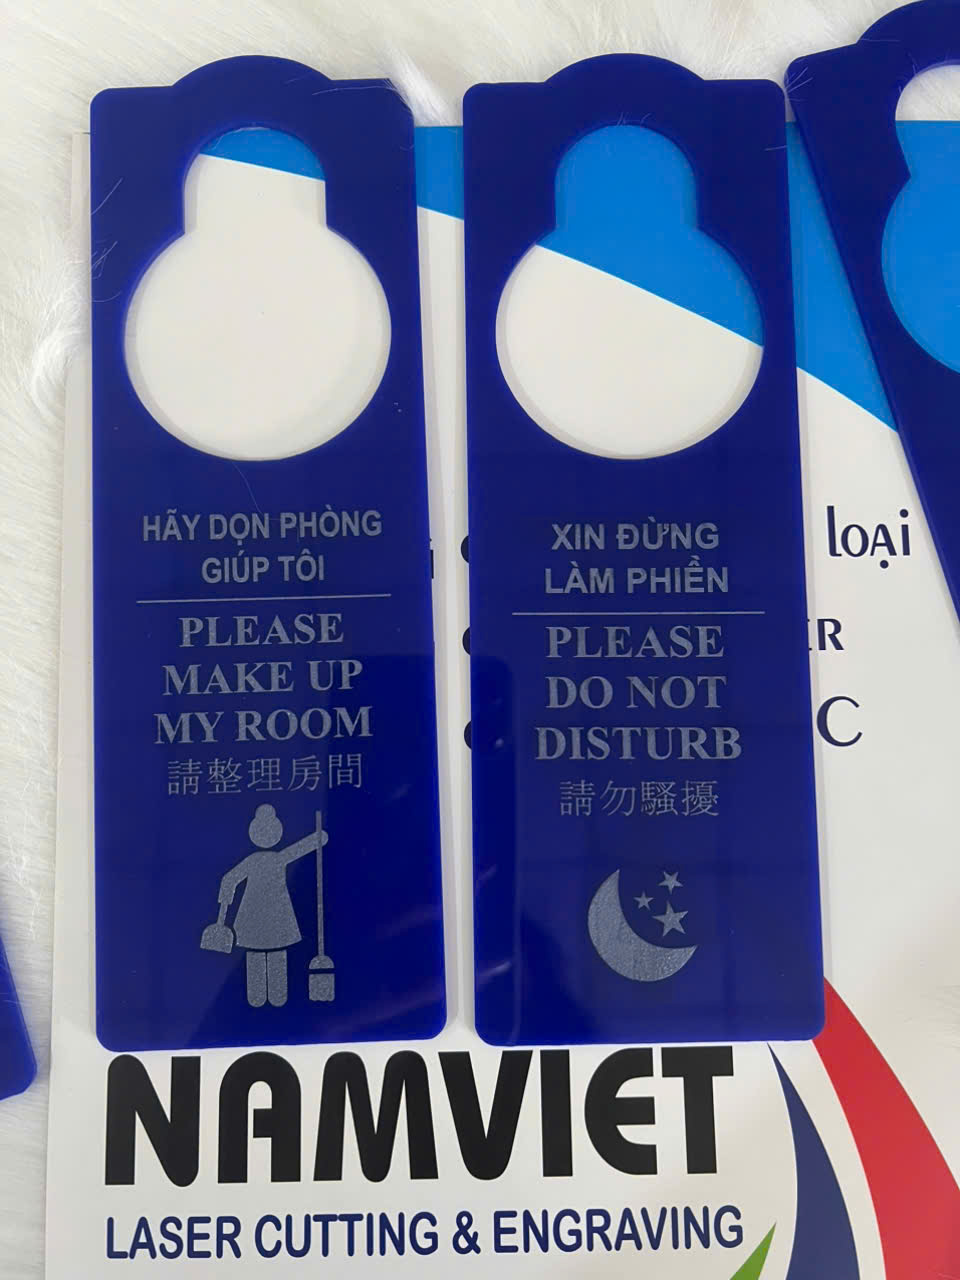 HÃY DỌN PHÒNG
GIÚP TÔI
PLEASE
MAKE UP
MY ROOM
請整理房間
XIN ĐỪNG
LÀM PHIỀN
PLEASE
DO NOT
DISTURB
請勿騷擾
loại
ER
C
NAMVIET
LASER CUTTING & ENGRAVING